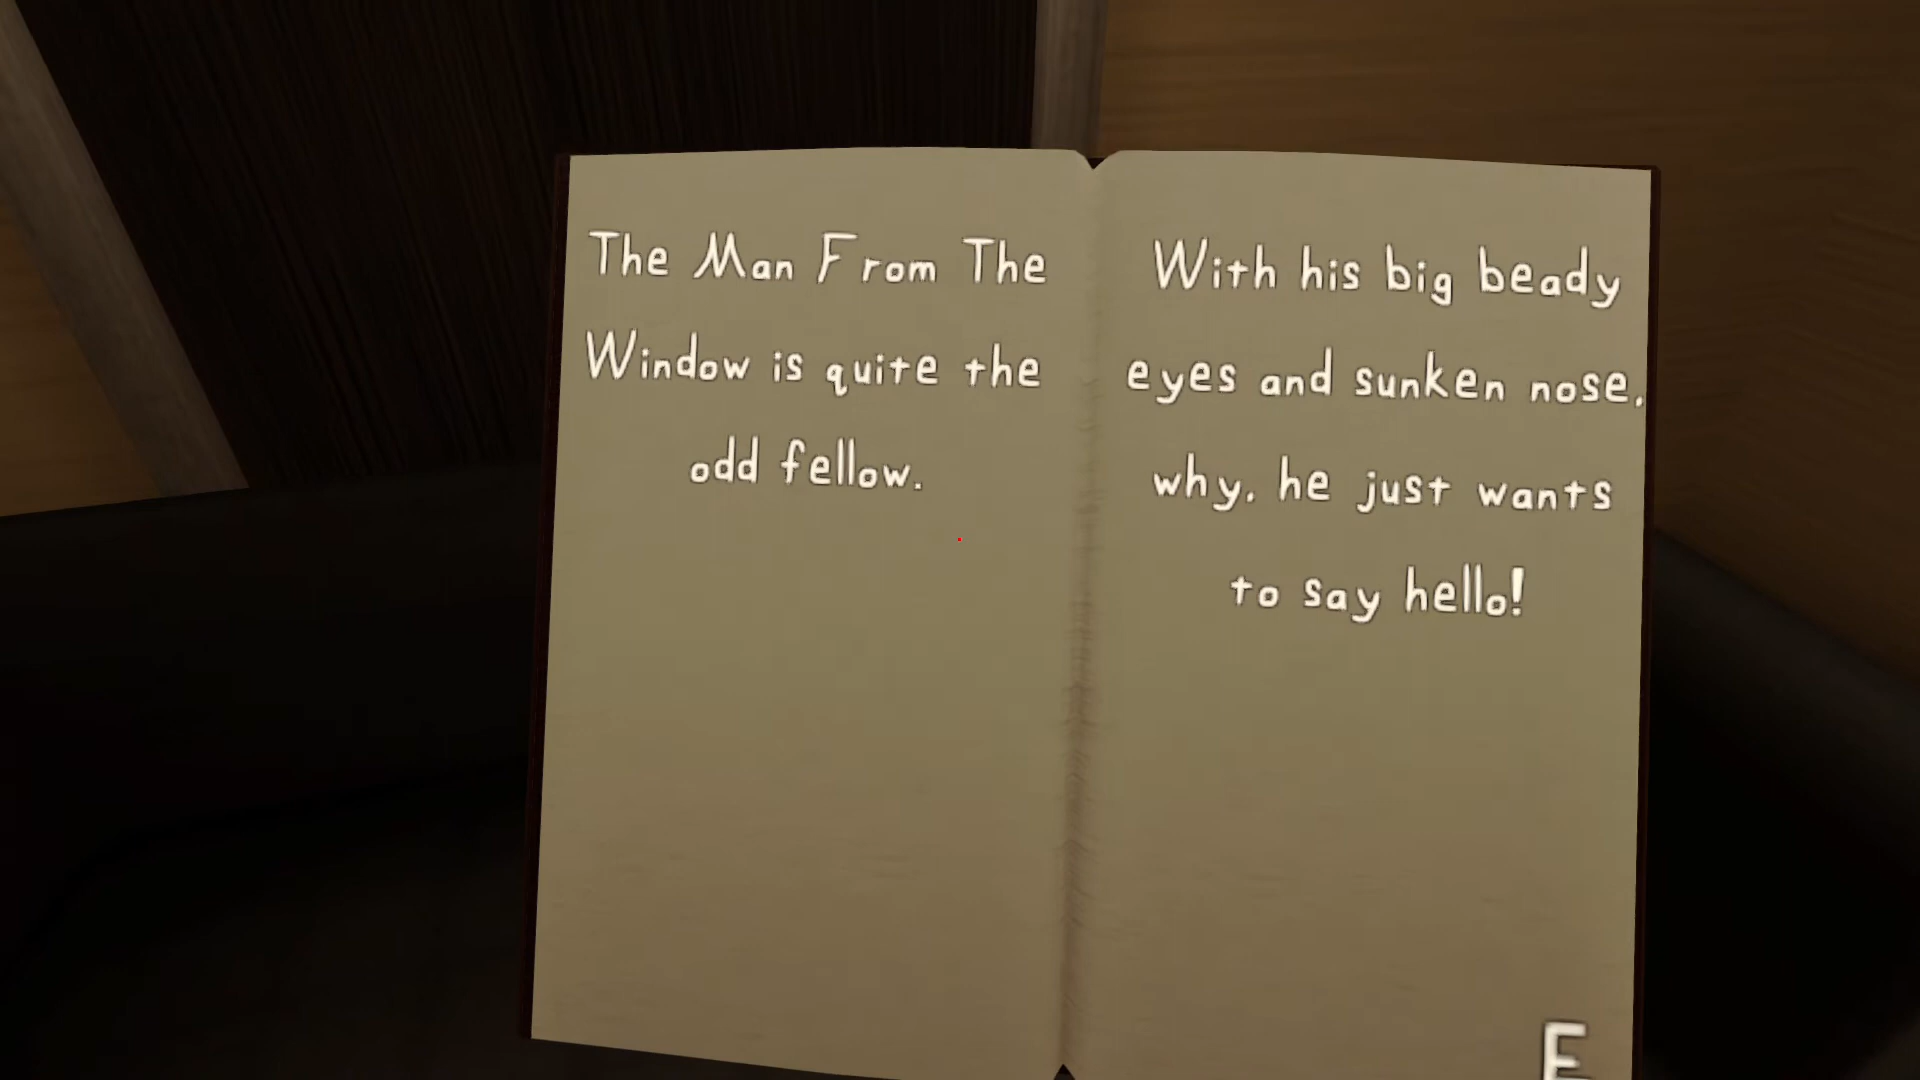 The Man From The
Window is quite the
odd fellow.
With his big beady
eyes and sunken nose,
why, he just wants
to say hello!
E